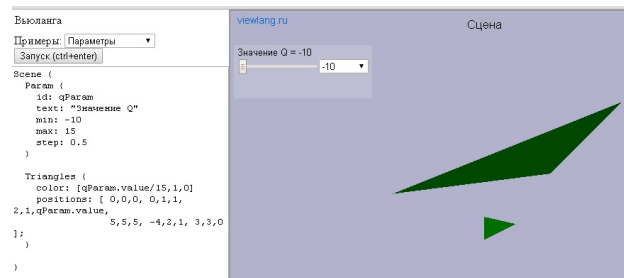 Вьюланга
Примеры: Параметры
Запуск (ctrl+enter)
Scene {
Param {
id: qParam
text: "Значение Q"
min: -10
max: 15
step: 0.5
}
Triangles {
color: [qParam.value/15,1,0]
positions: [ 0,0,0, 0,1,1,
2,1,qParam.value,
5,5,5, -4,2,1, 3,3,0
];
}
}
viewlang.ru
Сцена
Значение Q = -10
-10